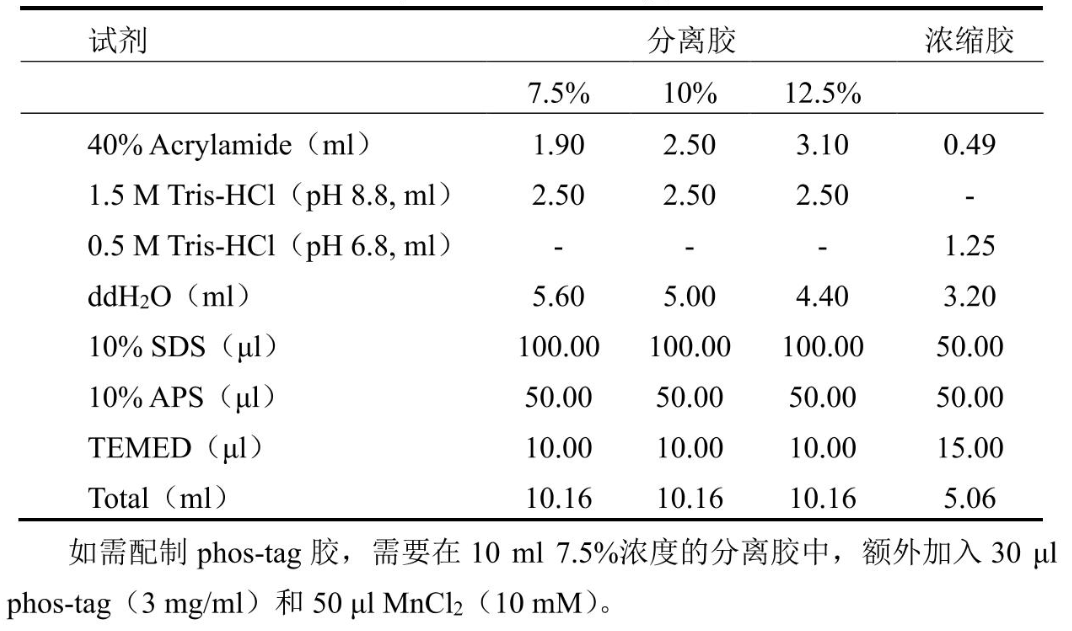 试剂 分离胶 浓缩胶
7.5% 10% 12.5%
40% Acrylamide（ml） 1.90 2.50 3.10 0.49
1.5 M Tris-HCl（pH 8.8, ml） 2.50 2.50 2.50 -
0.5 M Tris-HCl（pH 6.8, ml） - - - 1.25
ddH₂O（ml） 5.60 5.00 4.40 3.20
10% SDS（μl） 100.00 100.00 100.00 50.00
10% APS（μl） 50.00 50.00 50.00 50.00
TEMED（μl） 10.00 10.00 10.00 15.00
Total（ml） 10.16 10.16 10.16 5.06
如需配制 phos-tag 胶，需要在 10 ml 7.5%浓度的分离胶中，额外加入 30 μl
phos-tag（3 mg/ml）和 50 μl MnCl₂（10 mM）。